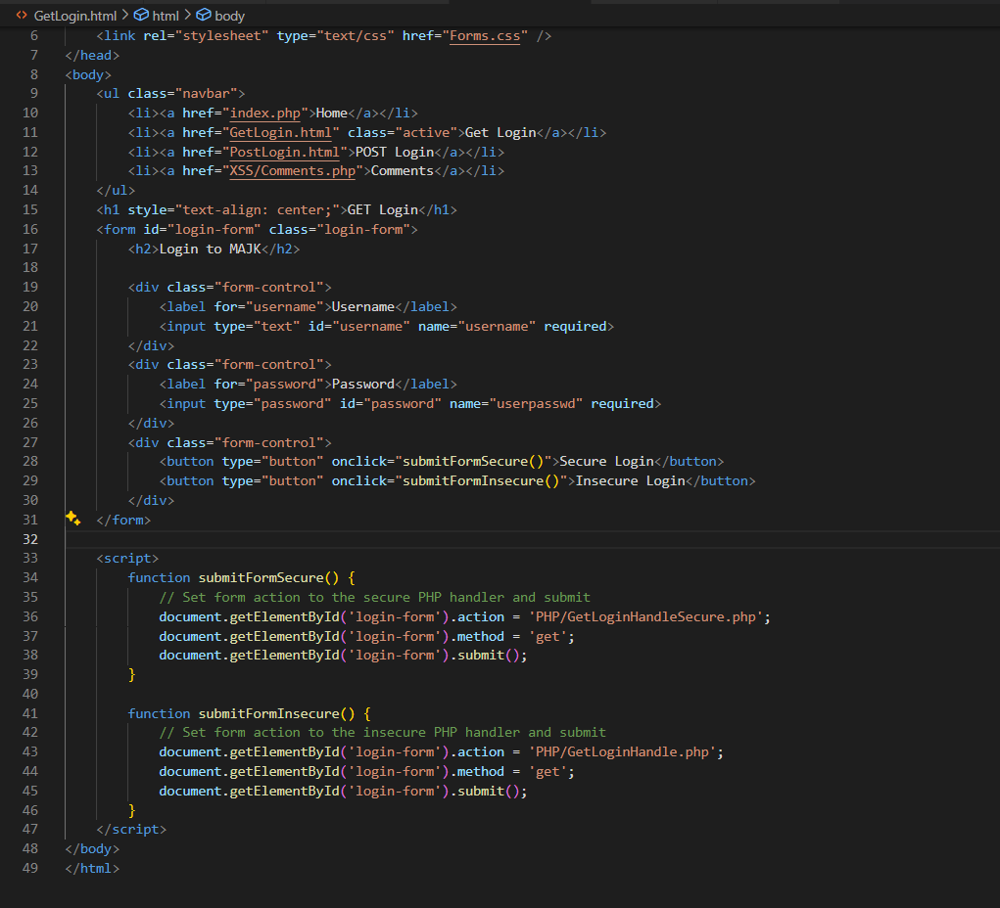 GetLogin.html > html > body
6 <link rel="stylesheet" type="text/css" href="Forms.css" />
7 </head>
8 <body>
9 <ul class="navbar">
10 <li><a href="index.php">Home</a></li>
11 <li><a href="GetLogin.html" class="active">Get Login</a></li>
12 <li><a href="PostLogin.html">POST Login</a></li>
13 <li><a href="XSS/Comments.php">Comments</a></li>
14 </ul>
15 <h1 style="text-align: center;">GET Login</h1>
16 <form id="login-form" class="login-form">
17 <h2>Login to MAJK</h2>
18
19 <div class="form-control">
20 <label for="username">Username</label>
21 <input type="text" id="username" name="username" required>
22 </div>
23 <div class="form-control">
24 <label for="password">Password</label>
25 <input type="password" id="password" name="userpasswd" required>
26 </div>
27 <div class="form-control">
28 <button type="button" onclick="submitFormSecure()">Secure Login</button>
29 <button type="button" onclick="submitFormInsecure()">Insecure Login</button>
30 </div>
31 </form>
32
33 <script>
34 function submitFormSecure() {
35 // Set form action to the secure PHP handler and submit
36 document.getElementById('login-form').action = 'PHP/GetLoginHandleSecure.php';
37 document.getElementById('login-form').method = 'get';
38 document.getElementById('login-form').submit();
39 }
40
41 function submitFormInsecure() {
42 // Set form action to the insecure PHP handler and submit
43 document.getElementById('login-form').action = 'PHP/GetLoginHandle.php';
44 document.getElementById('login-form').method = 'get';
45 document.getElementById('login-form').submit();
46 }
47 </script>
48 </body>
49 </html>